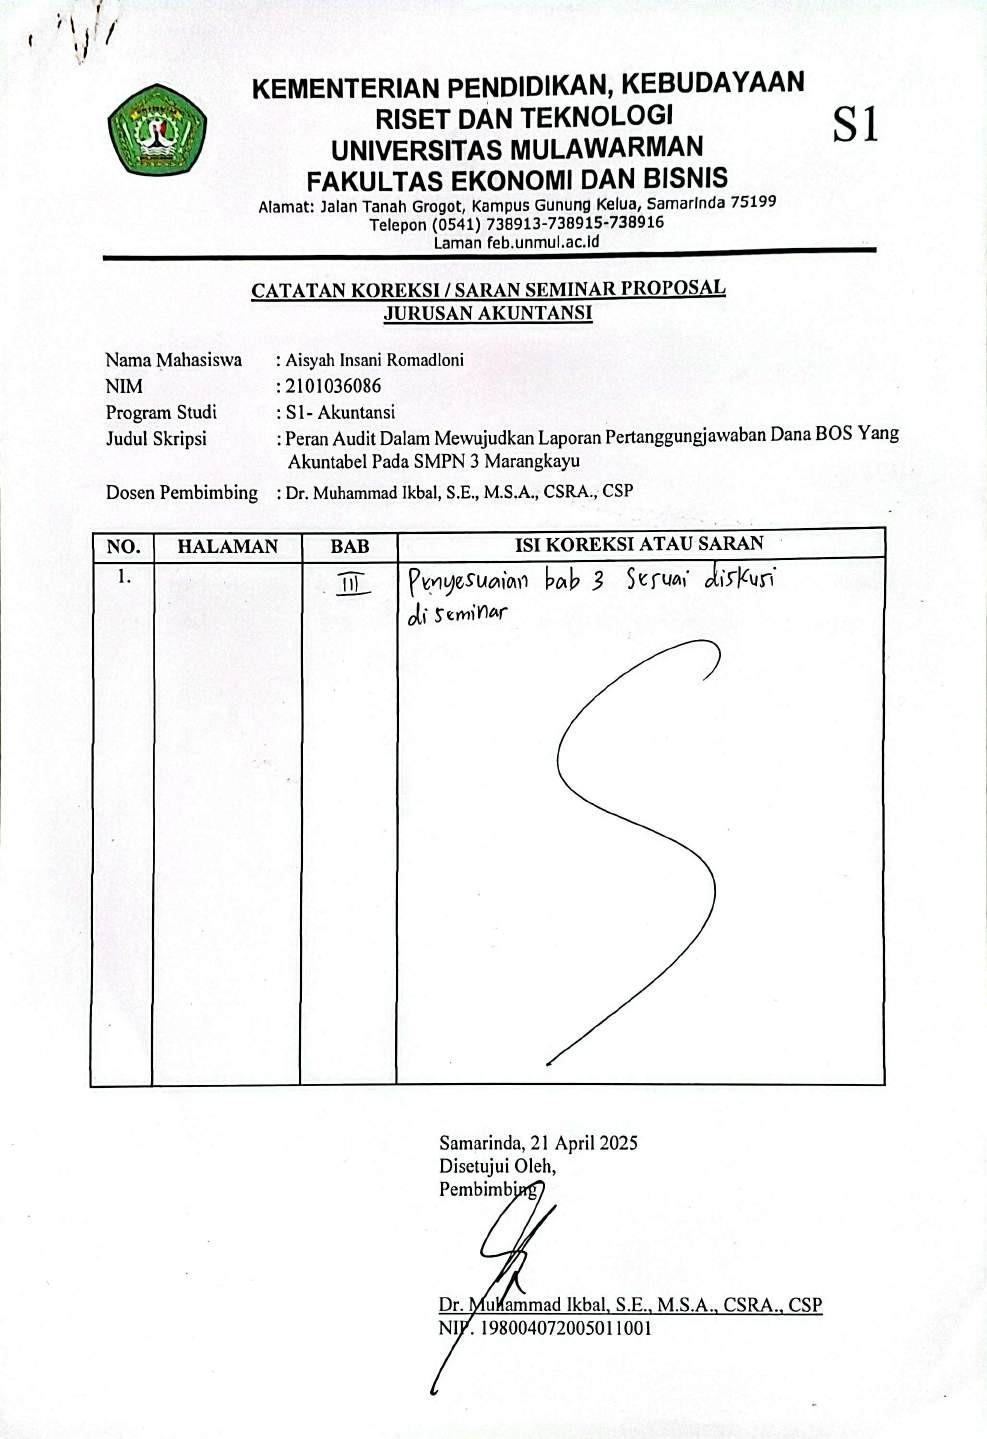 KEMENTERIAN PENDIDIKAN, KEBUDAYAAN
RISET DAN TEKNOLOGI
UNIVERSITAS MULAWARMAN
FAKULTAS EKONOMI DAN BISNIS
S1
Alamat: Jalan Tanah Grogot, Kampus Gunung Kelua, Samarinda 75199
Telepon (0541) 738913-738915-738916
Laman feb.unmul.ac.id
CATATAN KOREKSI / SARAN SEMINAR PROPOSAL
JURUSAN AKUNTANSI
Nama Mahasiswa : Aisyah Insani Romadloni
NIM : 2101036086
Program Studi : S1- Akuntansi
Judul Skripsi : Peran Audit Dalam Mewujudkan Laporan Pertanggungjawaban Dana BOS Yang
Akuntabel Pada SMPN 3 Marangkayu
Dosen Pembimbing : Dr. Muhammad Ikbal, S.E., M.S.A., CSRA., CSP
NO. HALAMAN BAB ISI KOREKSI ATAU SARAN
1. III Penyesuaian bab 3 sesuai diskusi
di seminar
Samarinda, 21 April 2025
Disetujui Oleh,
Pembimbing
Dr. Muhammad Ikbal, S.E., M.S.A., CSRA., CSP
NIP. 198004072005011001